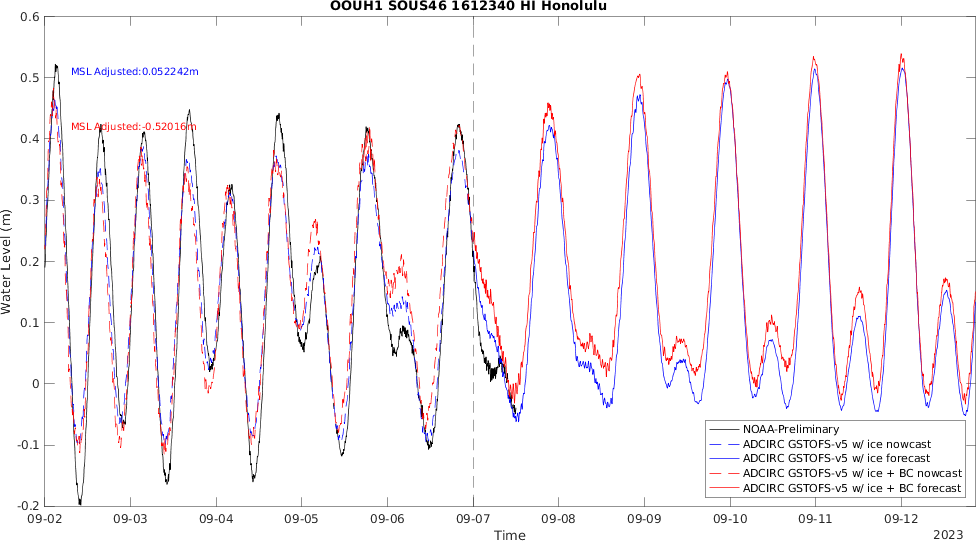 OOUH1 SOUS46 1612340 HI Honolulu
0.6
0.5
0.4
0.3
0.2
0.1
0
-0.1
-0.2
Water Level (m)
MSL Adjusted:0.052242m
MSL Adjusted:-0.52016m
NOAA-Preliminary
ADCIRC GSTOFS-v5 w/ ice nowcast
ADCIRC GSTOFS-v5 w/ ice forecast
ADCIRC GSTOFS-v5 w/ ice + BC nowcast
ADCIRC GSTOFS-v5 w/ ice + BC forecast
09-02 09-03 09-04 09-05 09-06 09-07 09-08 09-09 09-10 09-11 09-12
Time
2023